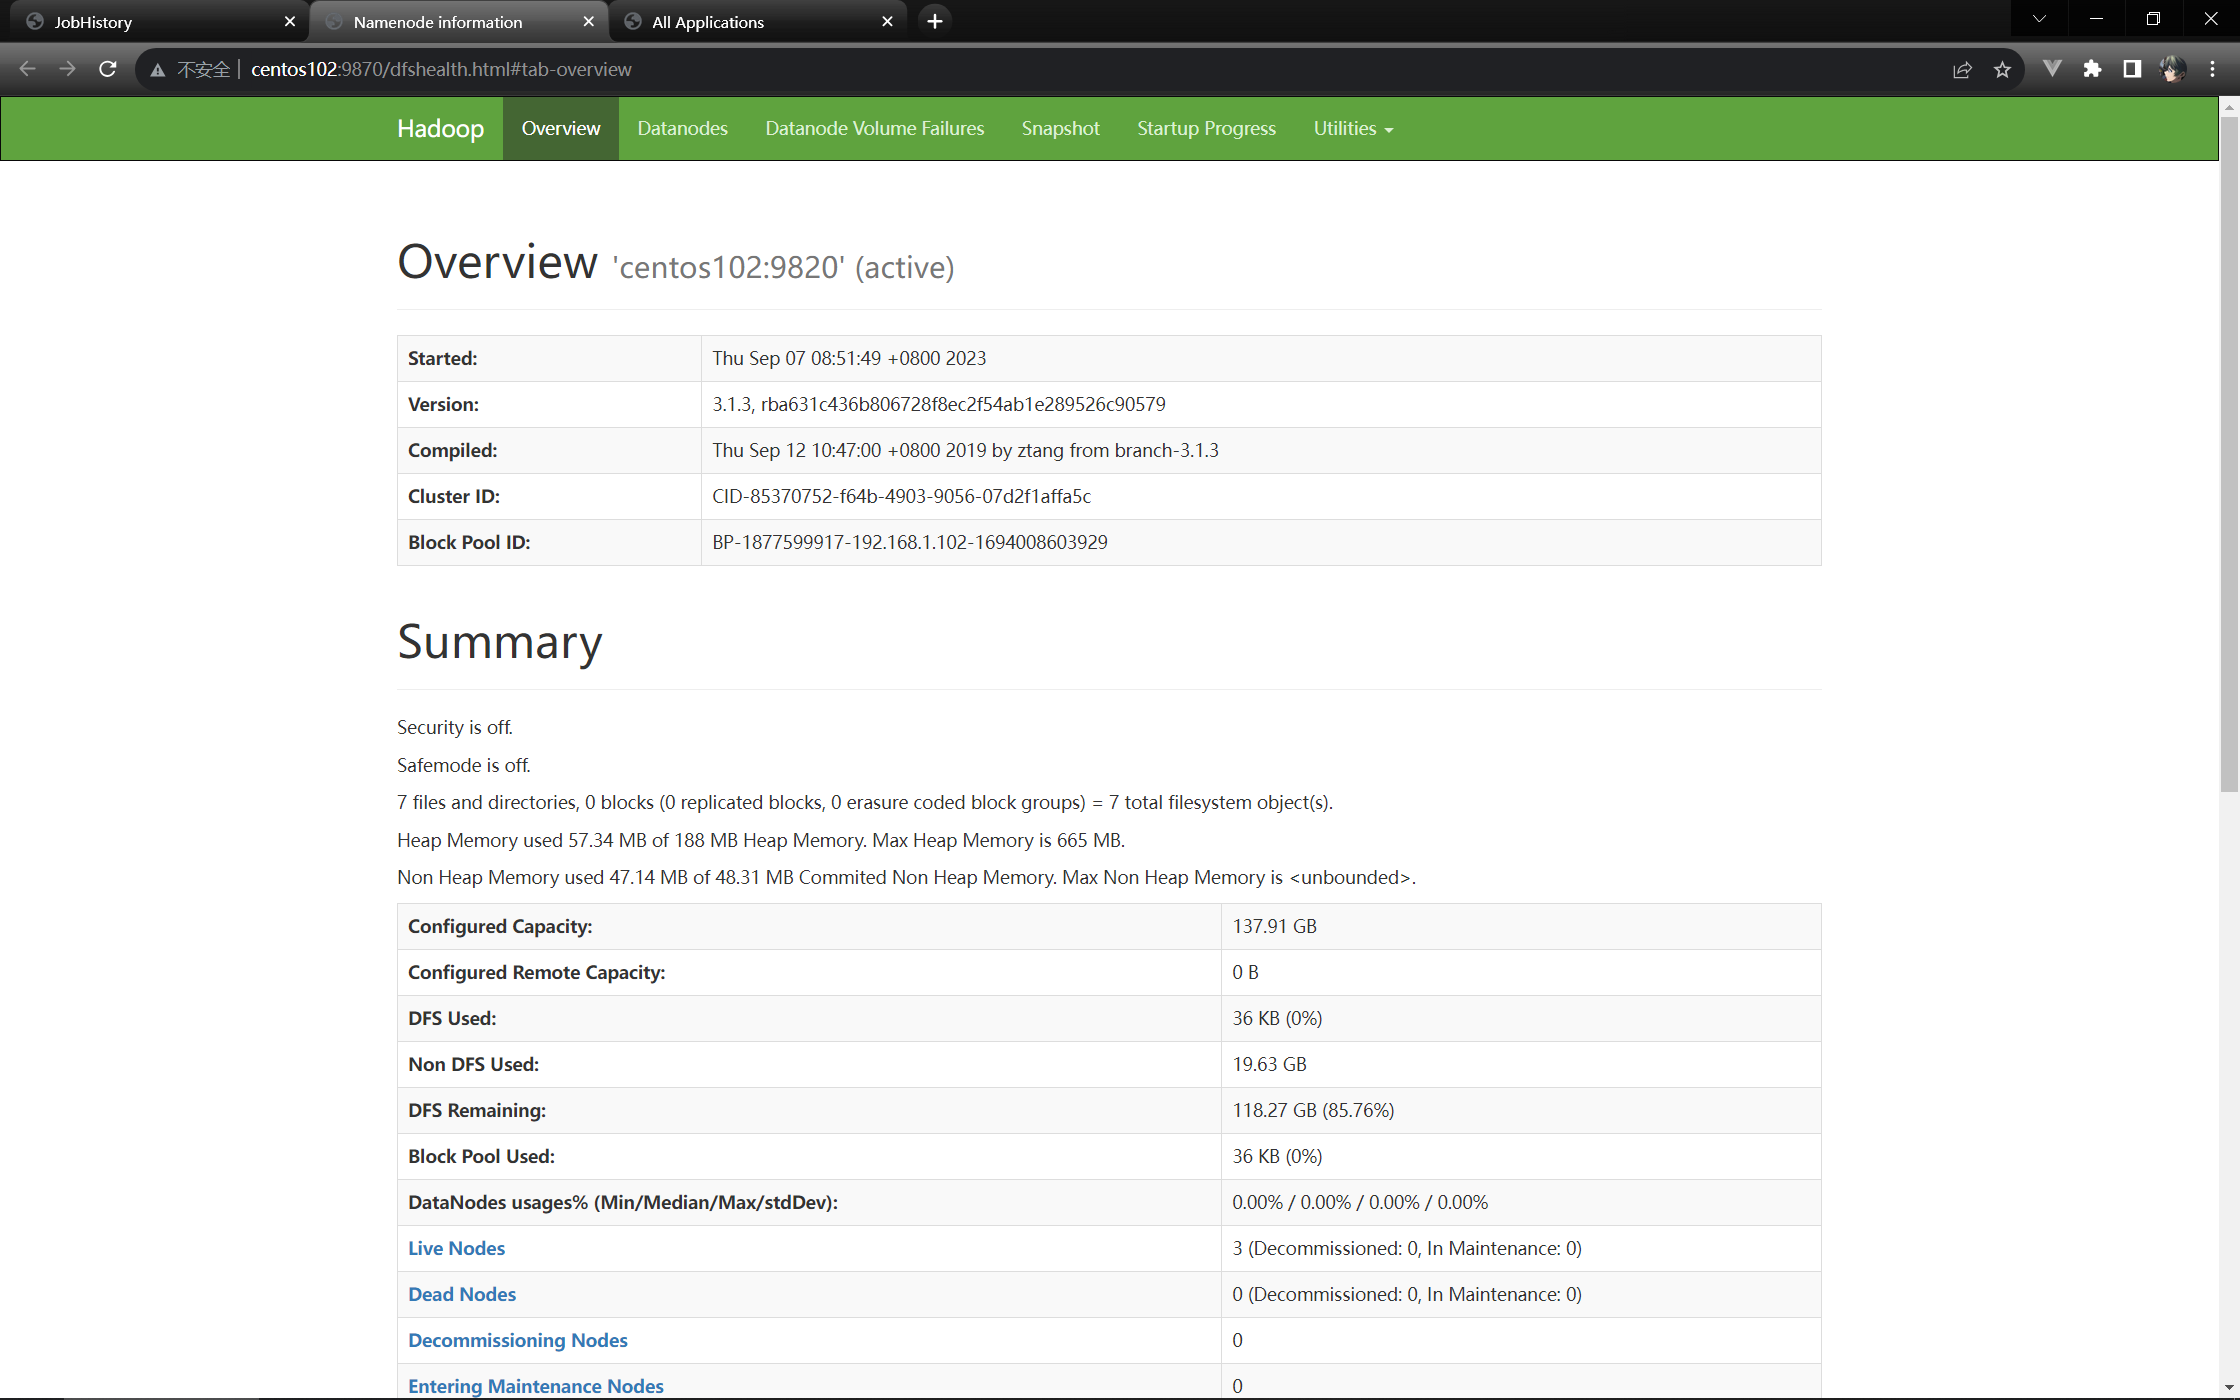 JobHistory
Namenode information
All Applications
不安全 | centos102:9870/dfshealth.html#tab-overview
Hadoop Overview Datanodes Datanode Volume Failures Snapshot Startup Progress Utilities
Overview 'centos102:9820' (active)
Started: Thu Sep 07 08:51:49 +0800 2023
Version: 3.1.3, rba631c436b806728f8ec2f54ab1e289526c90579
Compiled: Thu Sep 12 10:47:00 +0800 2019 by ztang from branch-3.1.3
Cluster ID: CID-85370752-f64b-4903-9056-07d2f1affa5c
Block Pool ID: BP-1877599917-192.168.1.102-1694008603929
Summary
Security is off.
Safemode is off.
7 files and directories, 0 blocks (0 replicated blocks, 0 erasure coded block groups) = 7 total filesystem object(s).
Heap Memory used 57.34 MB of 188 MB Heap Memory. Max Heap Memory is 665 MB.
Non Heap Memory used 47.14 MB of 48.31 MB Commited Non Heap Memory. Max Non Heap Memory is <unbounded>.
Configured Capacity: 137.91 GB
Configured Remote Capacity: 0 B
DFS Used: 36 KB (0%)
Non DFS Used: 19.63 GB
DFS Remaining: 118.27 GB (85.76%)
Block Pool Used: 36 KB (0%)
DataNodes usages% (Min/Median/Max/stdDev): 0.00% / 0.00% / 0.00% / 0.00%
Live Nodes 3 (Decommissioned: 0, In Maintenance: 0)
Dead Nodes 0 (Decommissioned: 0, In Maintenance: 0)
Decommissioning Nodes 0
Entering Maintenance Nodes 0